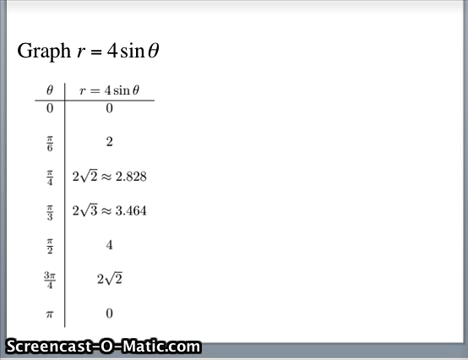 Graph r = 4 sin θ
θ r = 4 sin θ
0 0
π/6 2
π/4 2√2 ≈ 2.828
π/3 2√3 ≈ 3.464
π/2 4
3π/4 2√2
π 0
Screencast-O-Matic.com